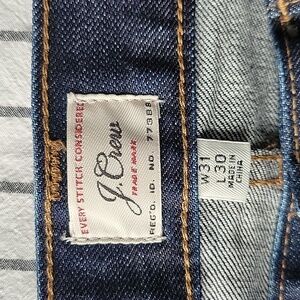 EVERY STITCH CONSIDERED
J.Crew
TRADE MARK
REG'D. ID. NO. 77388
W31
L30
MADE IN
CHINA